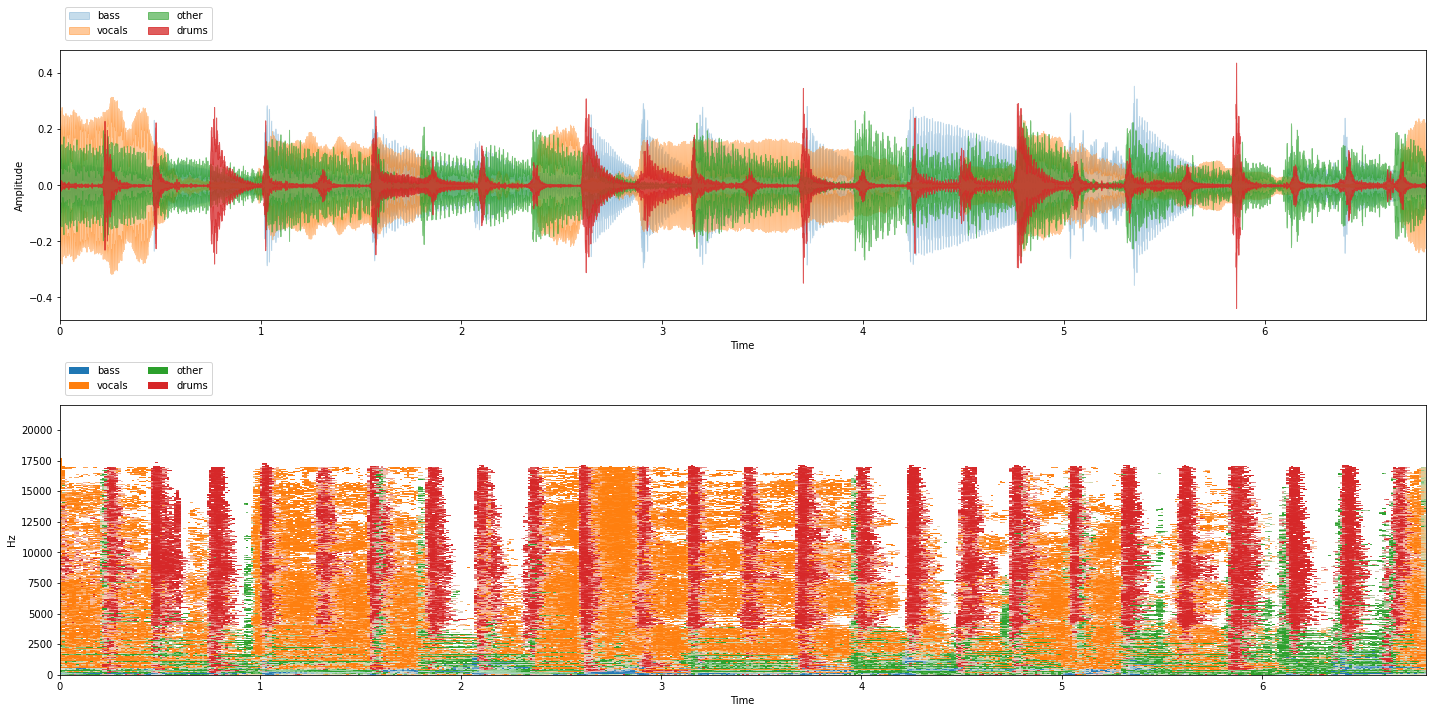 bass other
vocals drums
0.4
0.2
0.0
−0.2
−0.4
Amplitude
0 1 2 3 4 5 6
Time
bass other
vocals drums
20000
17500
15000
12500
10000
7500
5000
2500
0
Hz
0 1 2 3 4 5 6
Time